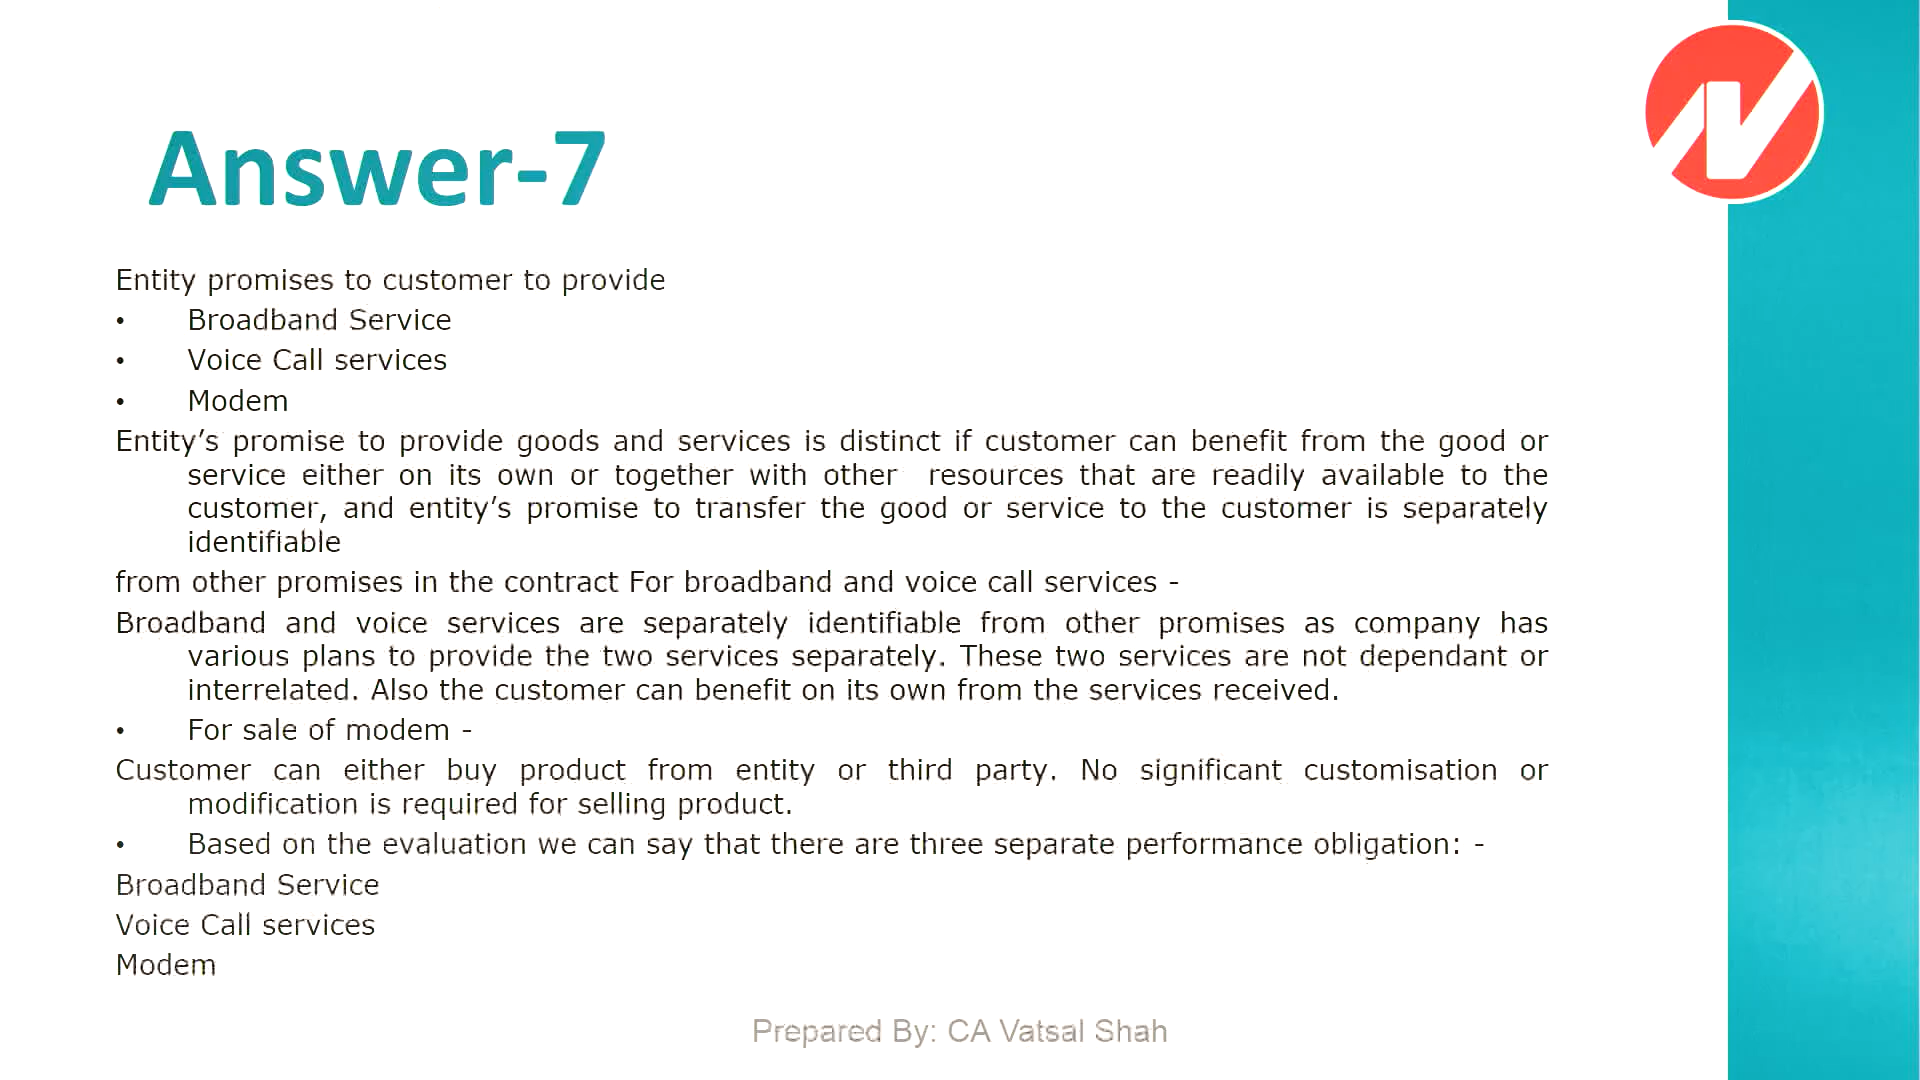 Answer-7
Entity promises to customer to provide
• Broadband Service
• Voice Call services
• Modem
Entity’s promise to provide goods and services is distinct if customer can benefit from the good or
service either on its own or together with other resources that are readily available to the
customer, and entity’s promise to transfer the good or service to the customer is separately
identifiable
from other promises in the contract For broadband and voice call services -
Broadband and voice services are separately identifiable from other promises as company has
various plans to provide the two services separately. These two services are not dependant or
interrelated. Also the customer can benefit on its own from the services received.
• For sale of modem -
Customer can either buy product from entity or third party. No significant customisation or
modification is required for selling product.
• Based on the evaluation we can say that there are three separate performance obligation: -
Broadband Service
Voice Call services
Modem
Prepared By: CA Vatsal Shah